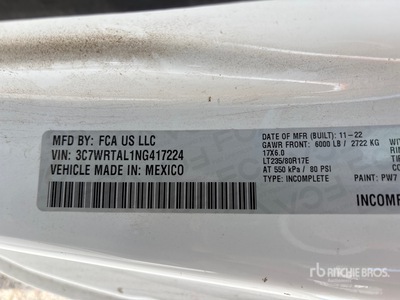 MFD BY: FCA US LLC
VIN: 3C7WRTAL1NG417224
VEHICLE MADE IN: MEXICO
DATE OF MFR (BUILT): 11-22
GAWR FRONT: 6000 LB / 2722 KG
17X6.0
LT235/80R17E
AT 550 kPa / 80 PSI
TYPE: INCOMPLETE
PAINT: PW7
INCOMP
rb ritchie bros.